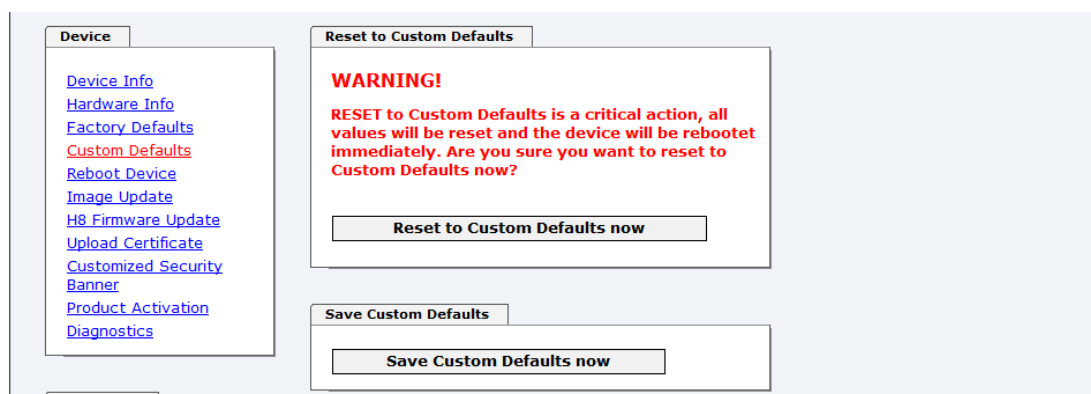 Device
Device Info
Hardware Info
Factory Defaults
Custom Defaults
Reboot Device
Image Update
H8 Firmware Update
Upload Certificate
Customized Security
Banner
Product Activation
Diagnostics
Reset to Custom Defaults
WARNING!
RESET to Custom Defaults is a critical action, all
values will be reset and the device will be rebootet
immediately. Are you sure you want to reset to
Custom Defaults now?
Reset to Custom Defaults now
Save Custom Defaults
Save Custom Defaults now